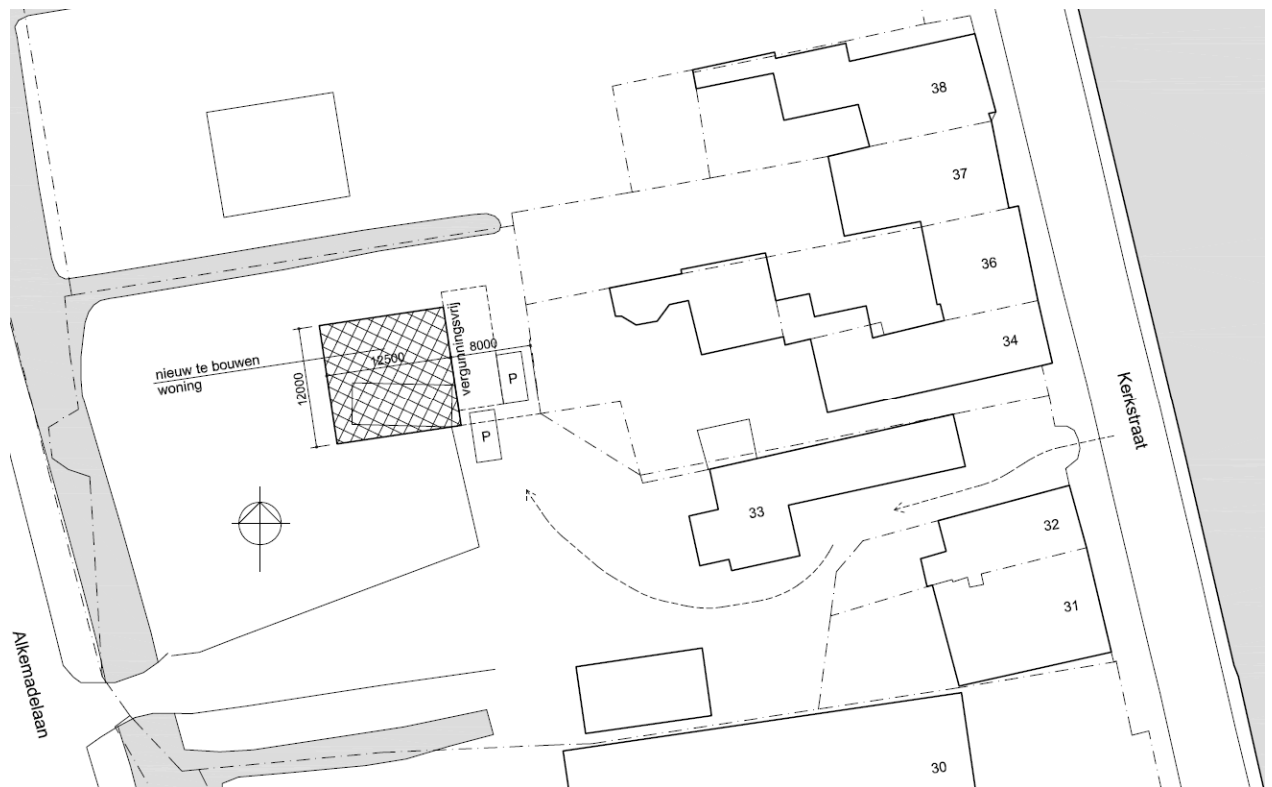 38
37
36
34
nieuw te bouwen
woning
12500
12000
vergunningsvrij
8000
P
P
Kerkstraat
33
32
31
30
Alkemadelaan